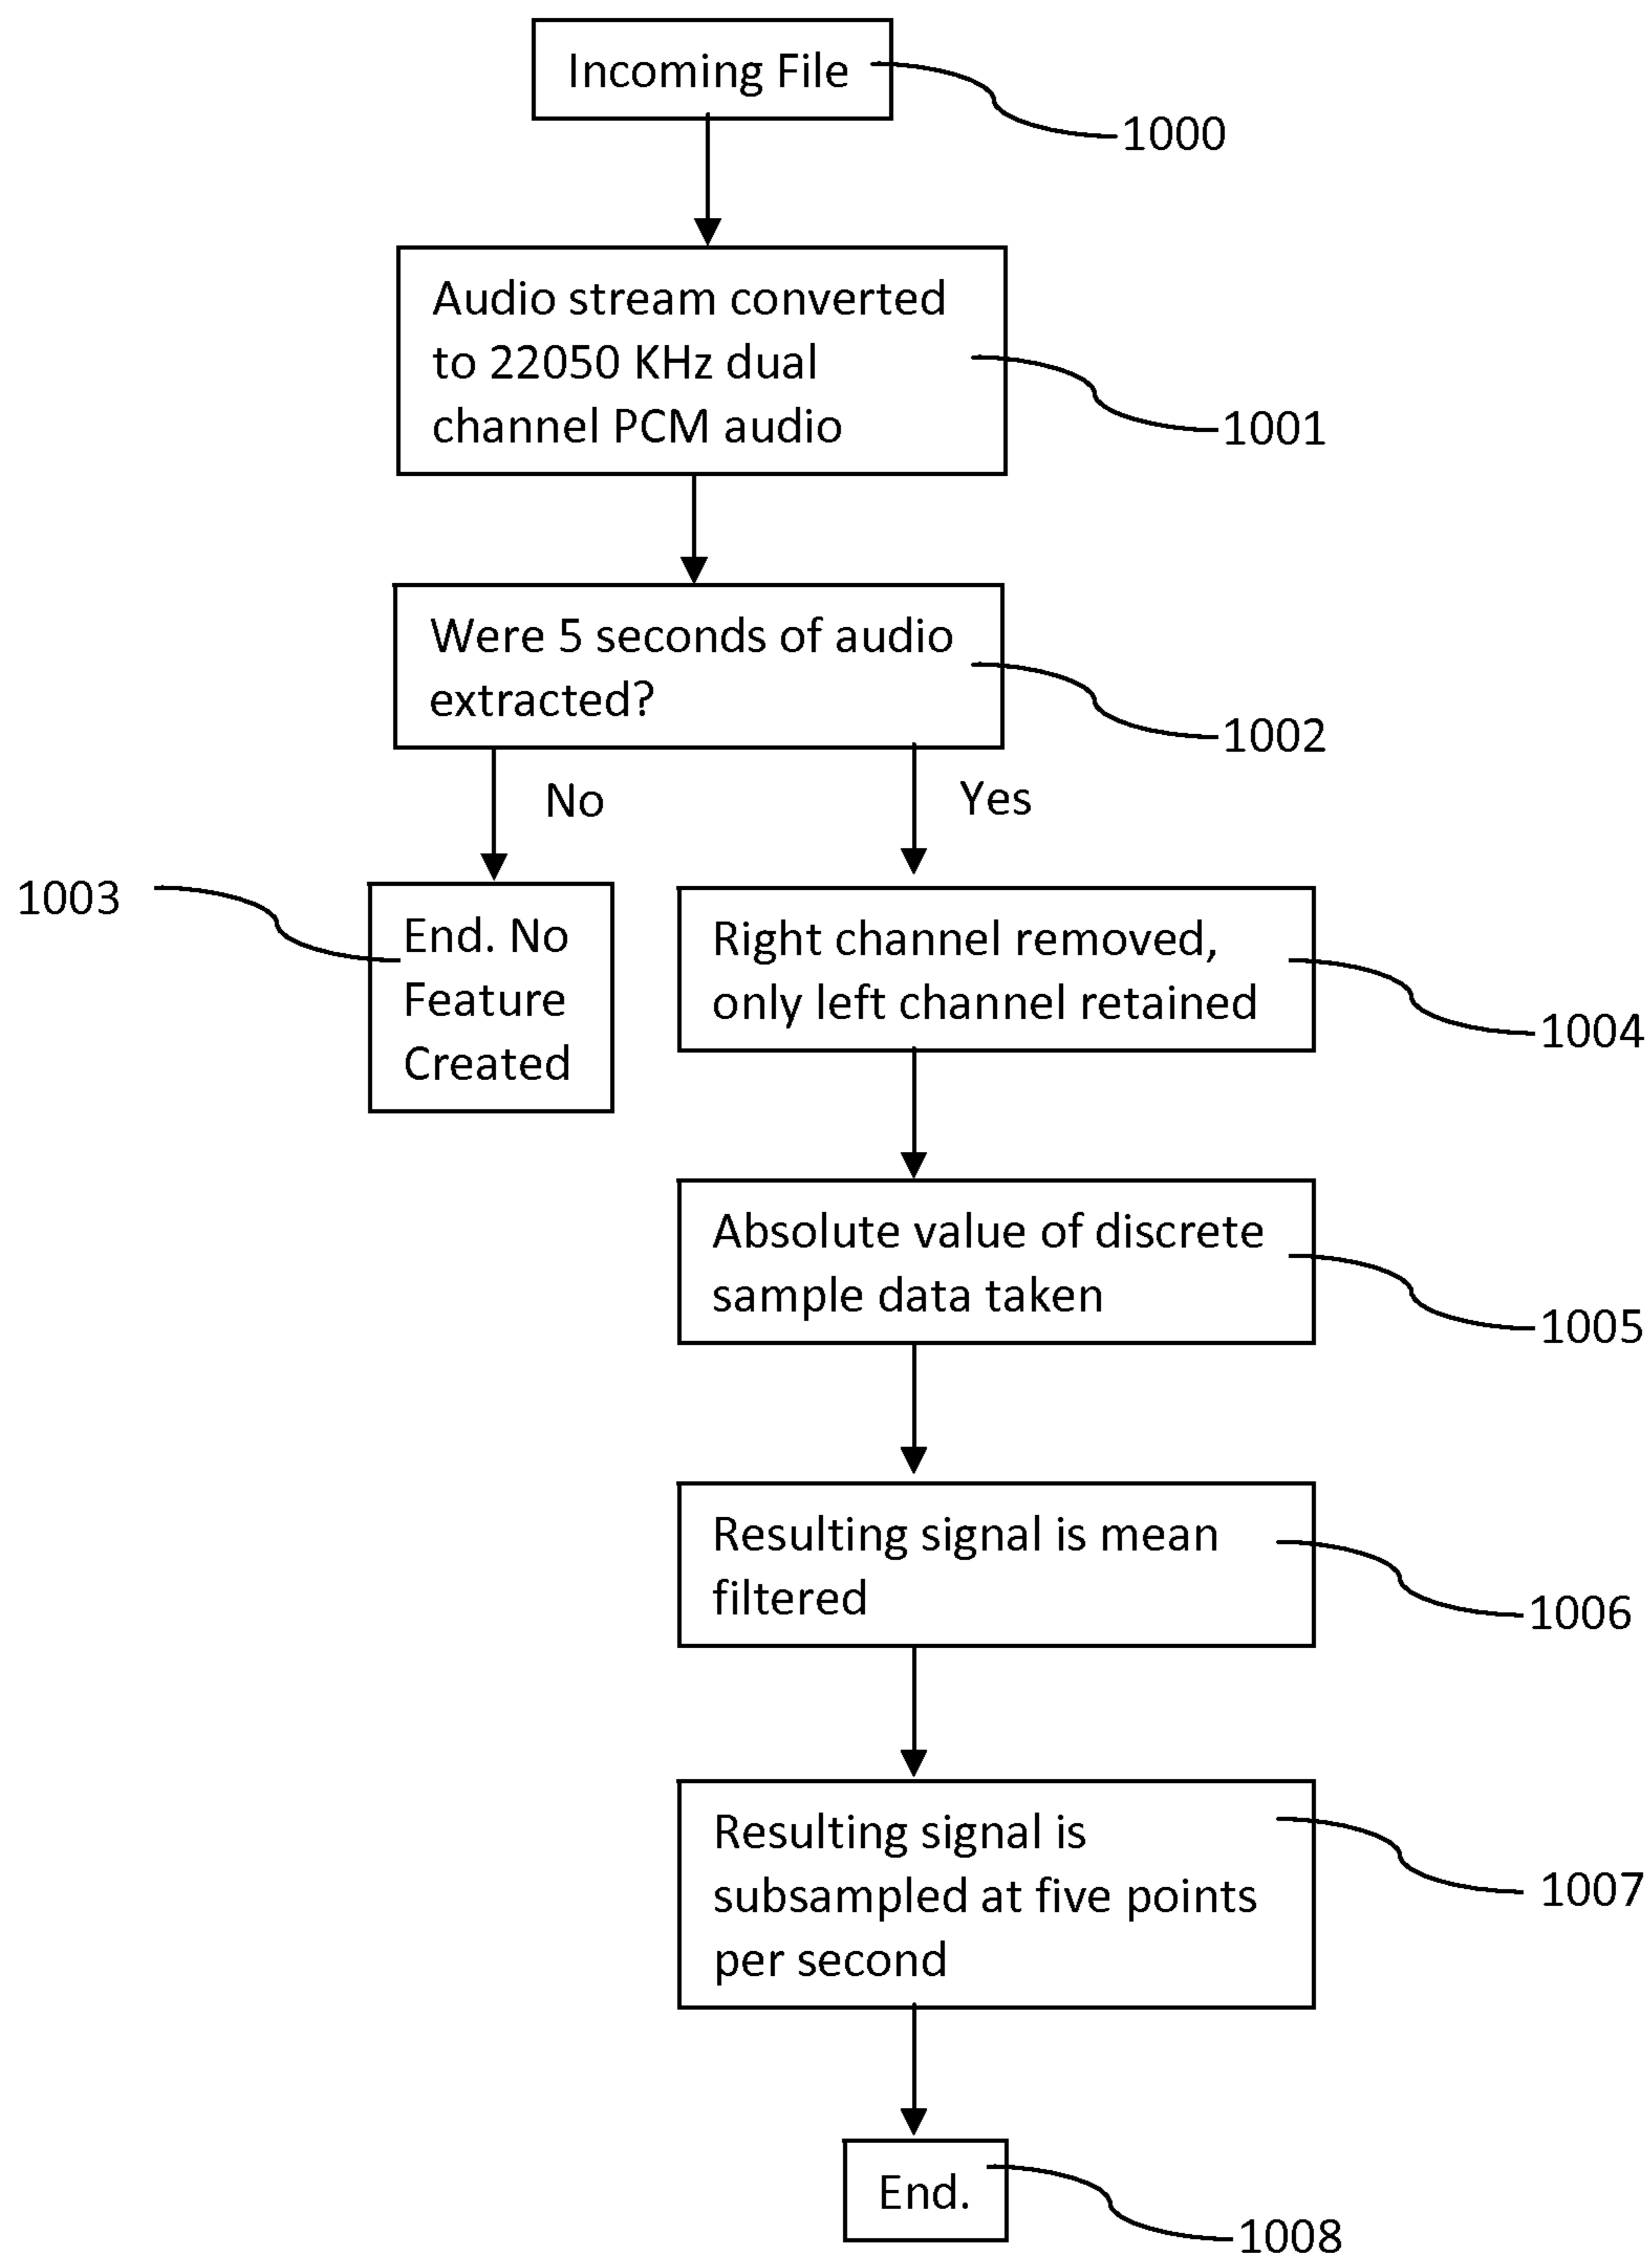 Incoming File
1000
Audio stream converted
to 22050 KHz dual
channel PCM audio
1001
Were 5 seconds of audio
extracted?
1002
No
Yes
1003
End. No
Feature
Created
Right channel removed,
only left channel retained
1004
Absolute value of discrete
sample data taken
1005
Resulting signal is mean
filtered
1006
Resulting signal is
subsampled at five points
per second
1007
End.
1008